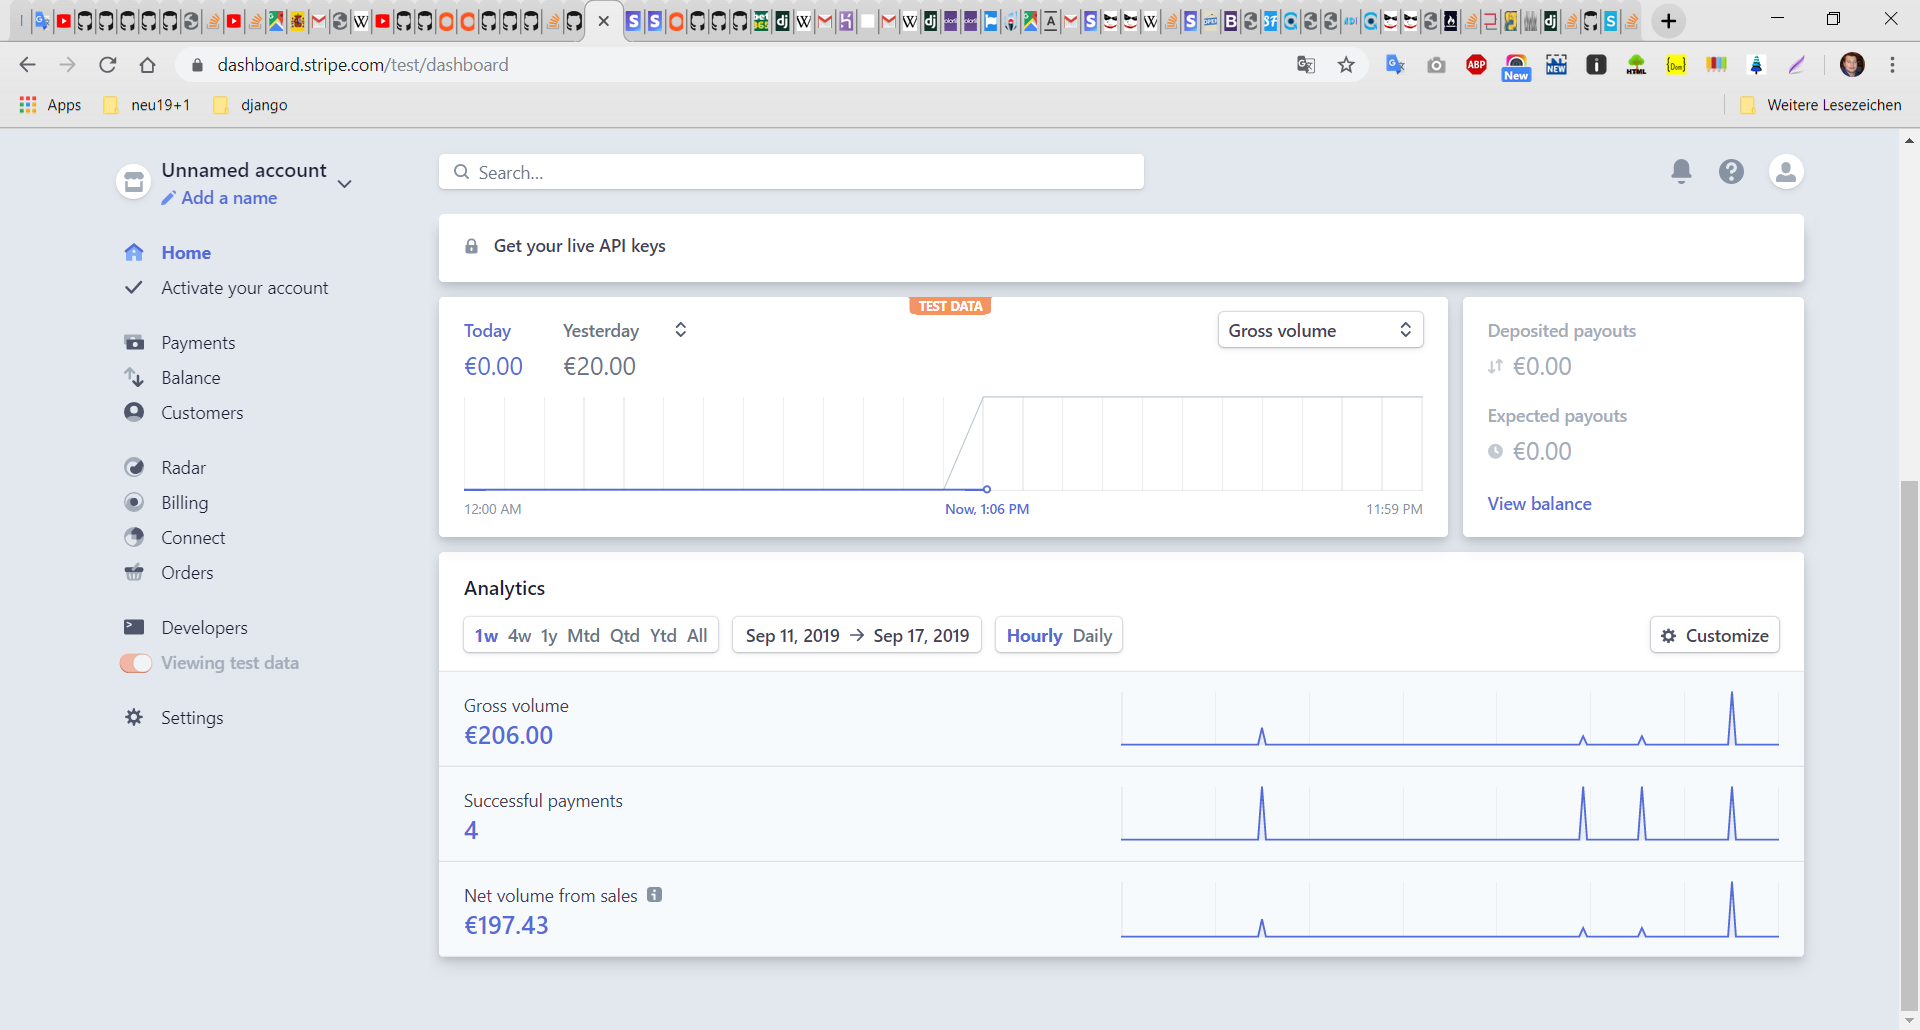 dashboard.stripe.com/test/dashboard
ABP
New
NEW
HTML
{Dom}
Apps
neu19+1
django
Weitere Lesezeichen
Unnamed account
Add a name
Search...
Home
Activate your account
Payments
Balance
Customers
Radar
Billing
Connect
Orders
Developers
Viewing test data
Settings
Get your live API keys
TEST DATA
Today
Yesterday
Gross volume
€0.00
€20.00
12:00 AM
Now, 1:06 PM
11:59 PM
Deposited payouts
€0.00
Expected payouts
€0.00
View balance
Analytics
1w 4w 1y Mtd Qtd Ytd All
Sep 11, 2019 → Sep 17, 2019
Hourly Daily
Customize
Gross volume
€206.00
Successful payments
4
Net volume from sales
€197.43